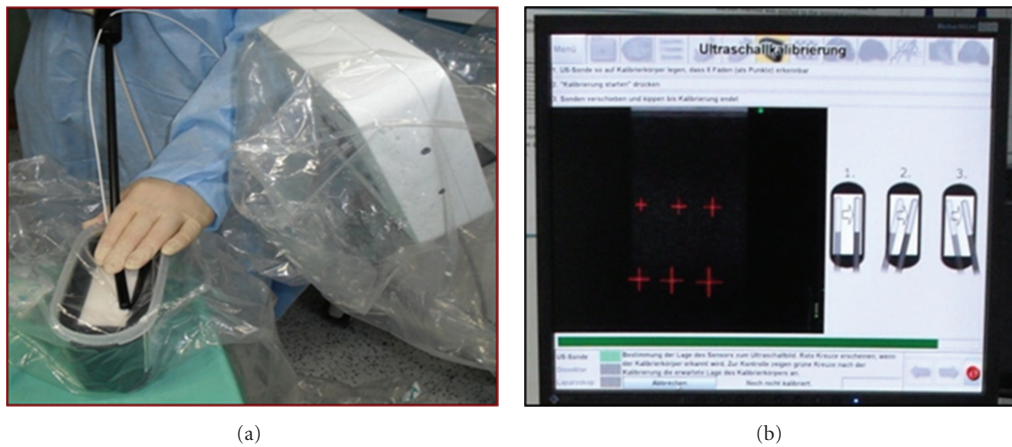 Menü
Ultraschallkalibrierung
1. US-Sonde so auf Kalibrierkörper legen, dass 6 Fäden (als Punkte) erkennbar
2. "Kalibrierung starten" drücken
3. Sonden verschieben und kippen bis Kalibrierung endet
1. 2. 3.
US-Sonde
Bestimmung der Lage des Sensors zum Ultraschallbild. Rote Kreuze erscheinen, wenn
der Kalibrierkörper erkannt wird. Zur Kontrolle zeigen grüne Kreuze nach der
Kalibrierung die erwartete Lage des Kalibrierkörpers an.
Laparoskop
Abbrechen
Noch nicht kalibriert.
(a)
(b)